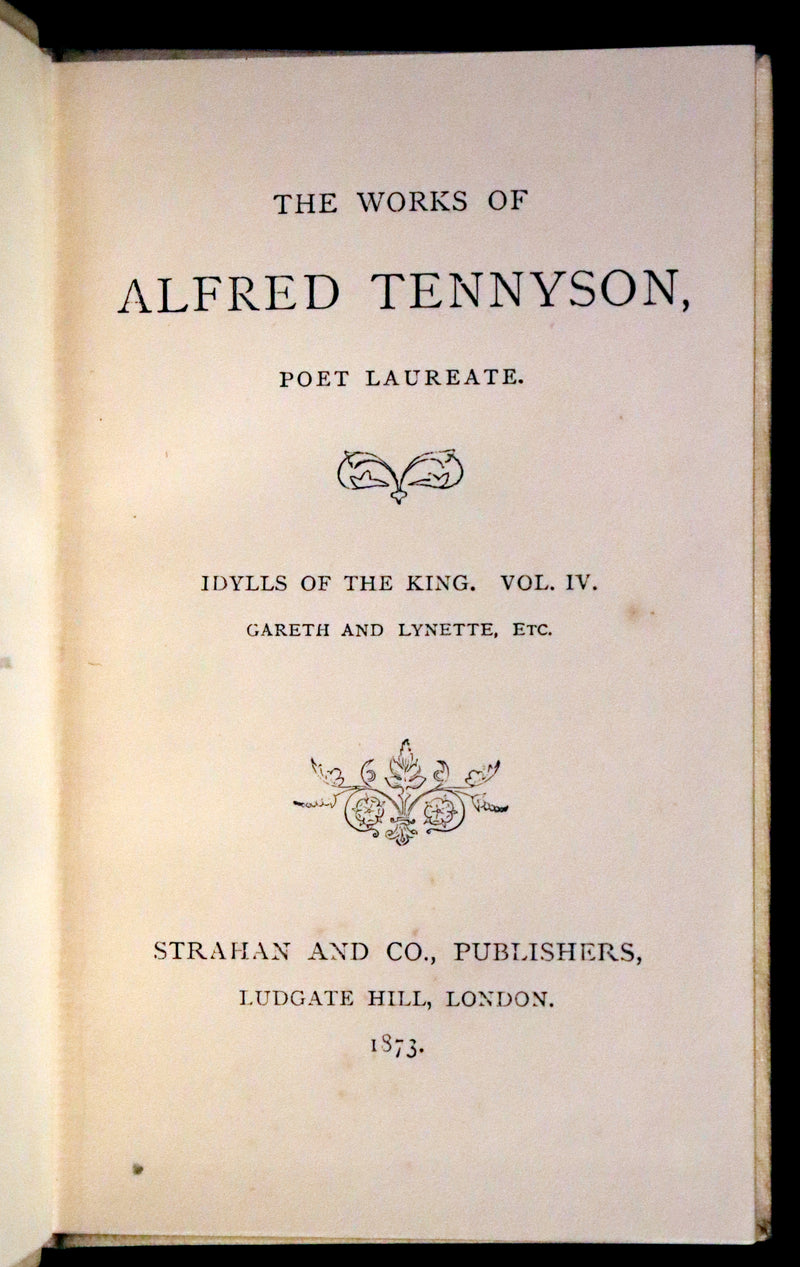 THE WORKS OF
ALFRED TENNYSON,
POET LAUREATE.
IDYLLS OF THE KING. VOL. IV.
GARETH AND LYNETTE, ETC.
STRAHAN AND CO., PUBLISHERS,
LUDGATE HILL, LONDON.
1873.